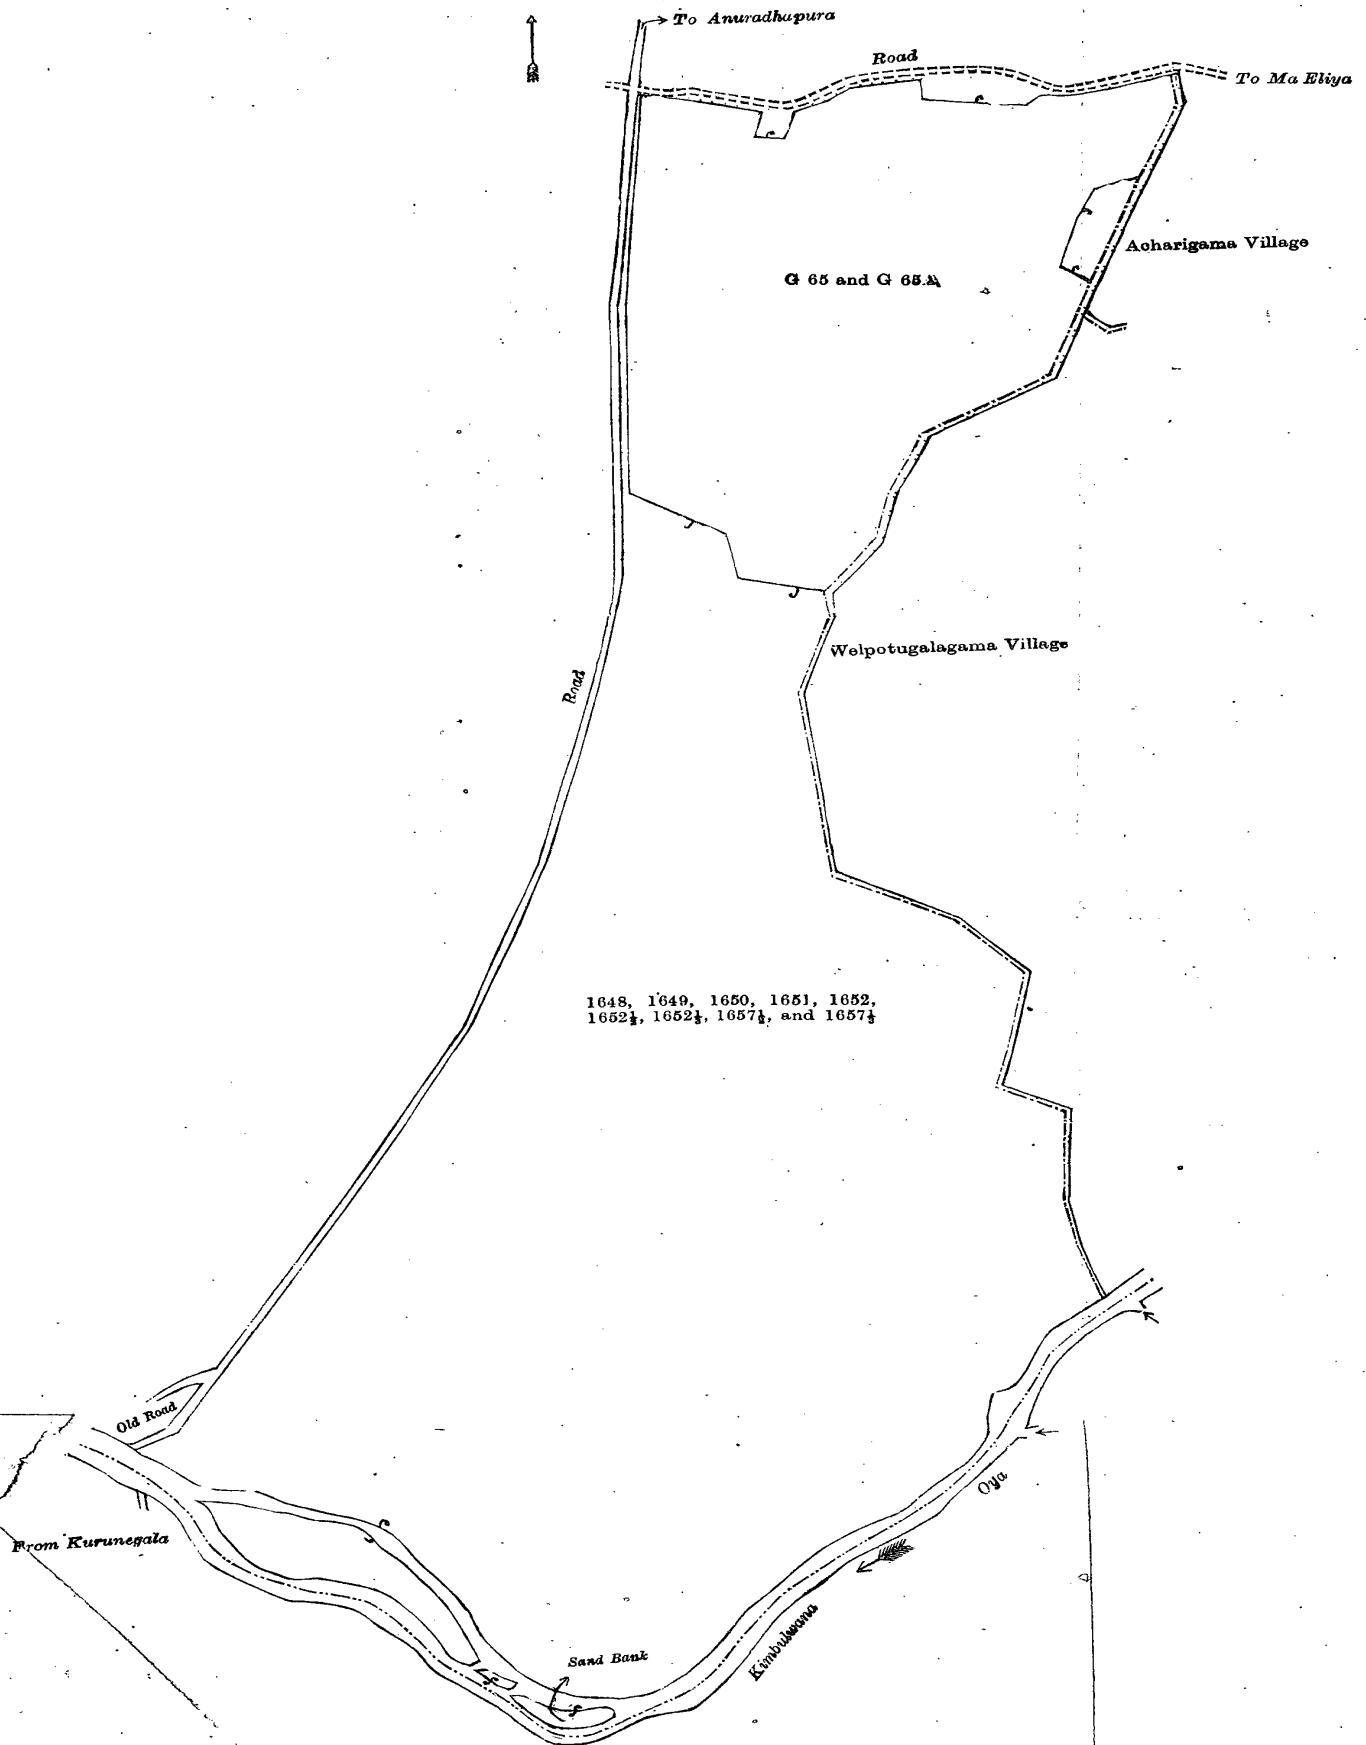 To Anuradhapura
Road
To Ma Eliya
Acharigama Village
G 65 and G 65A
Welpotugalagama Village
Road
1648, 1649, 1650, 1651, 1652,
1652½, 1652⅓, 1657½, and 1657⅓
Old Road
Oya
From Kurunegala
Kimbulwana
Sand Bank